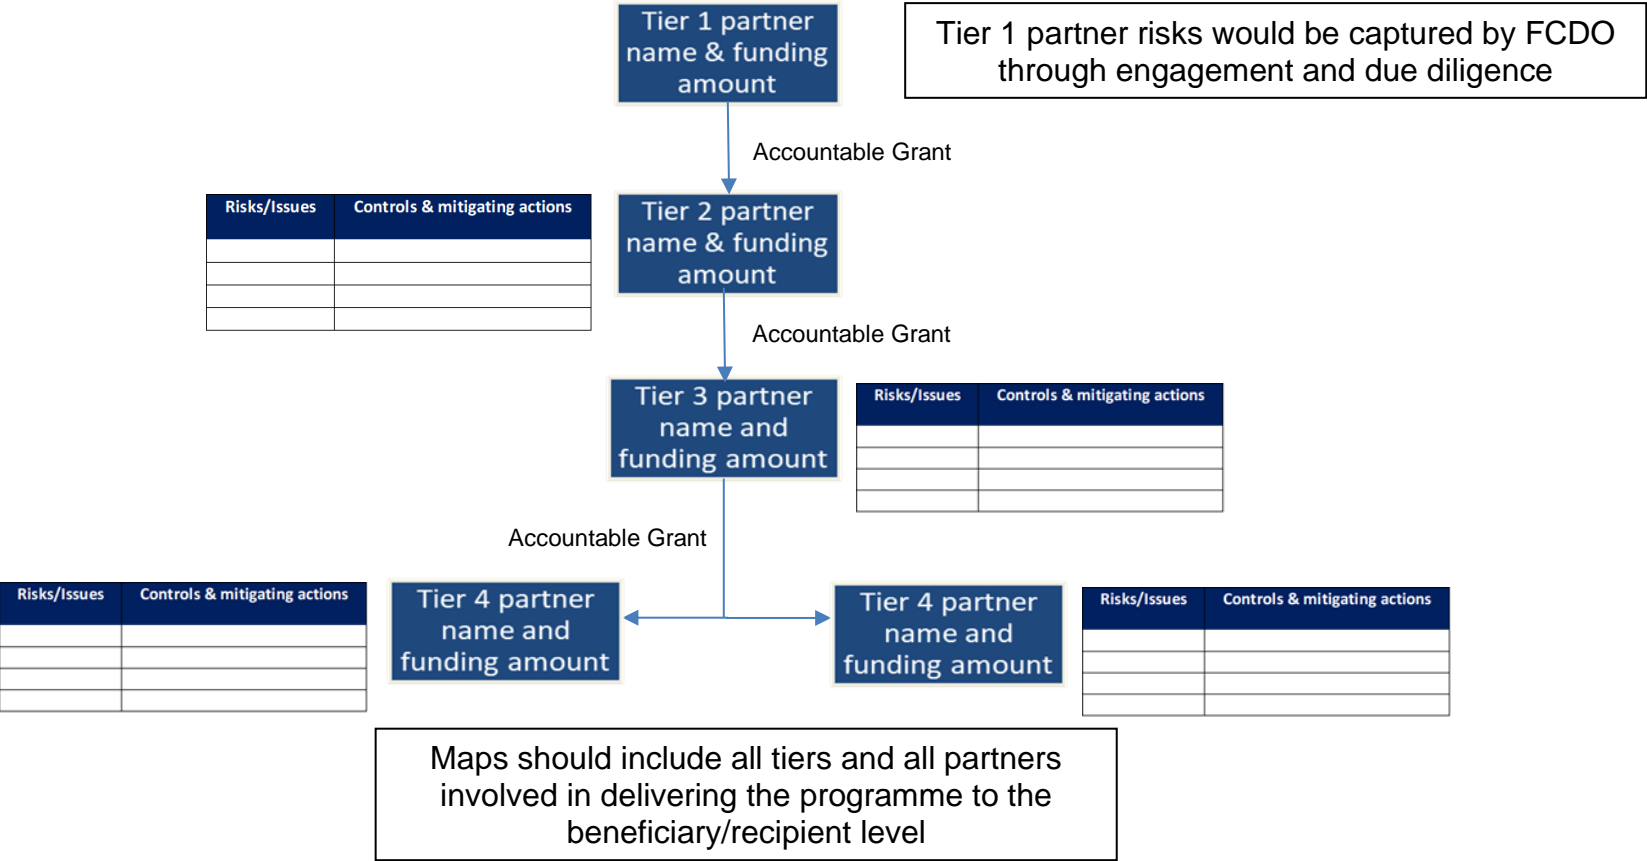 Tier 1 partner
name & funding
amount
Tier 1 partner risks would be captured by FCDO
through engagement and due diligence
Accountable Grant
Risks/Issues Controls & mitigating actions
Tier 2 partner
name & funding
amount
Accountable Grant
Tier 3 partner
name and
funding amount
Risks/Issues Controls & mitigating actions
Accountable Grant
Risks/Issues Controls & mitigating actions
Tier 4 partner
name and
funding amount
Tier 4 partner
name and
funding amount
Risks/Issues Controls & mitigating actions
Maps should include all tiers and all partners
involved in delivering the programme to the
beneficiary/recipient level